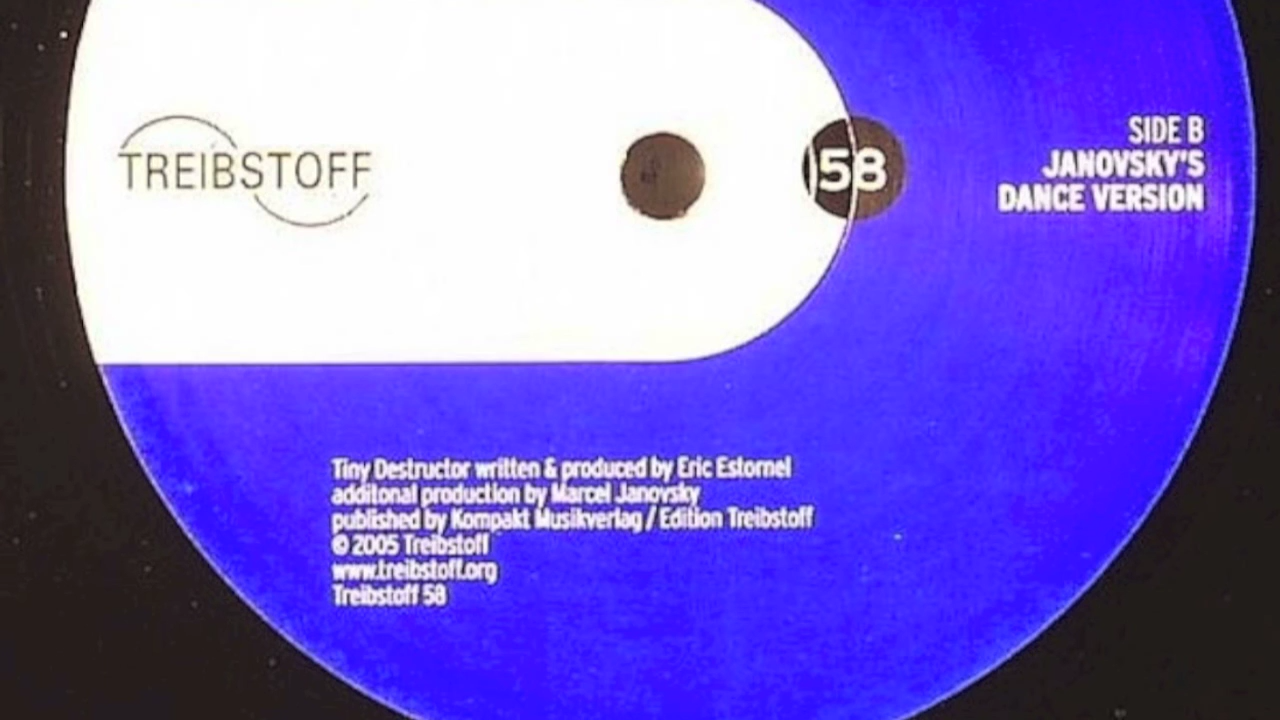 TREIBSTOFF
58
SIDE B
JANOVSKY'S
DANCE VERSION
Tiny Destructor written & produced by Eric Estornel
additonal production by Marcel Janovsky
published by Kompakt Musikverlag / Edition Treibstoff
© 2005 Treibstoff
www.treibstoff.org
Treibstoff 58